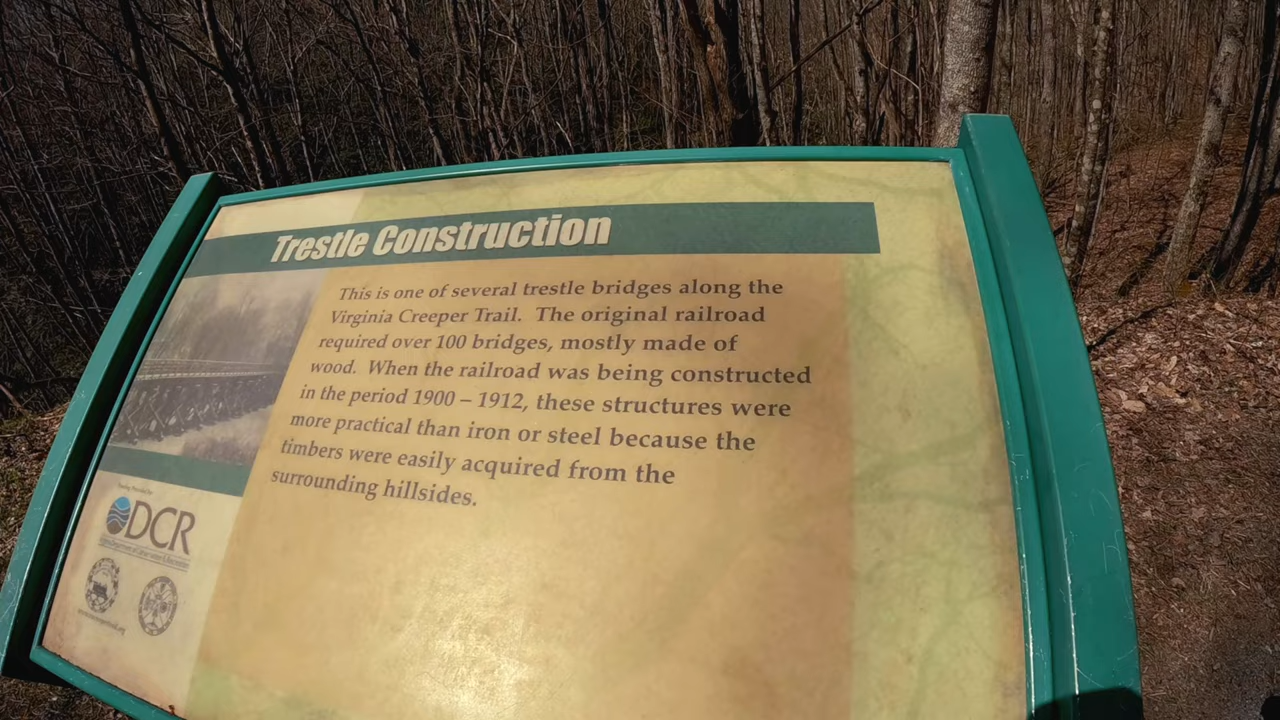 Trestle Construction
This is one of several trestle bridges along the
Virginia Creeper Trail. The original railroad
required over 100 bridges, mostly made of
wood. When the railroad was being constructed
in the period 1900 – 1912, these structures were
more practical than iron or steel because the
timbers were easily acquired from the
surrounding hillsides.
DCR